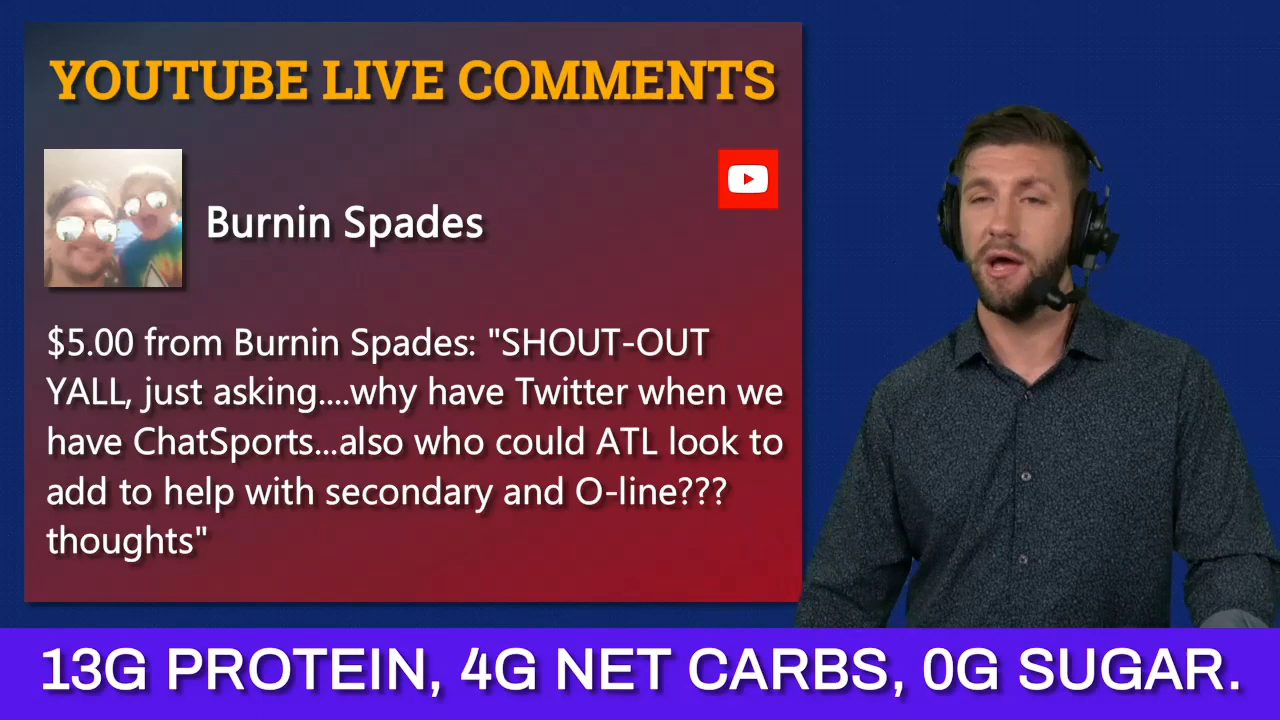 YOUTUBE LIVE COMMENTS
Burnin Spades
$5.00 from Burnin Spades: "SHOUT-OUT
YALL, just asking....why have Twitter when we
have ChatSports...also who could ATL look to
add to help with secondary and O-line???
thoughts"
13G PROTEIN, 4G NET CARBS, 0G SUGAR.